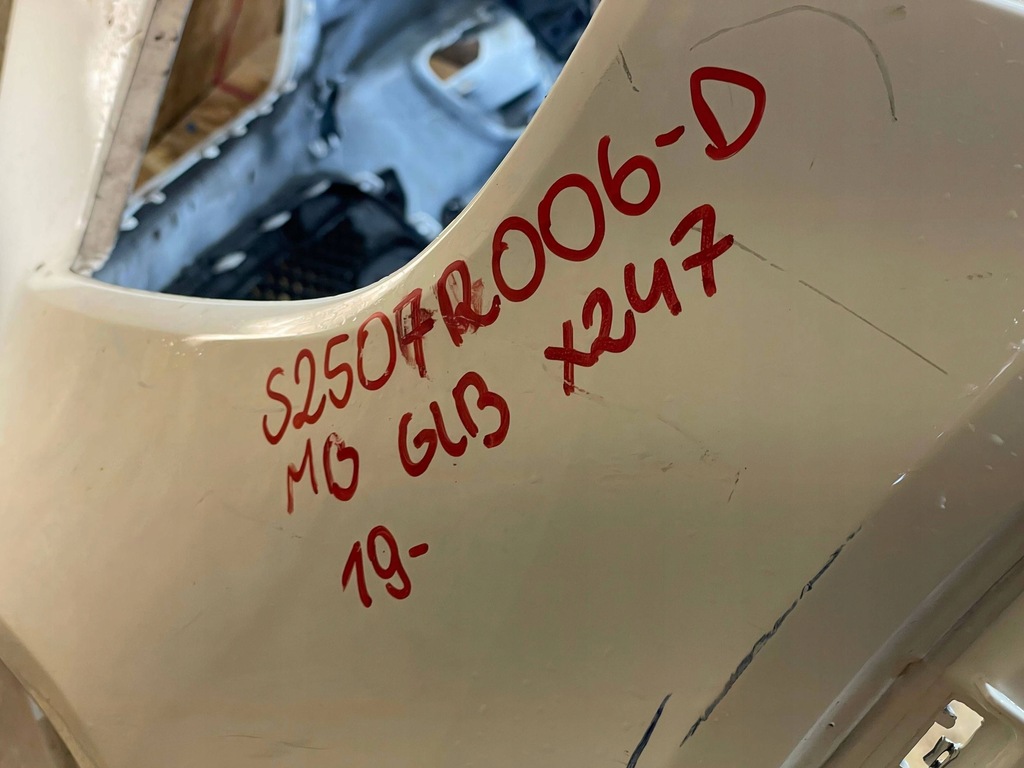 S2507R006-D
MB GLB X247
19-